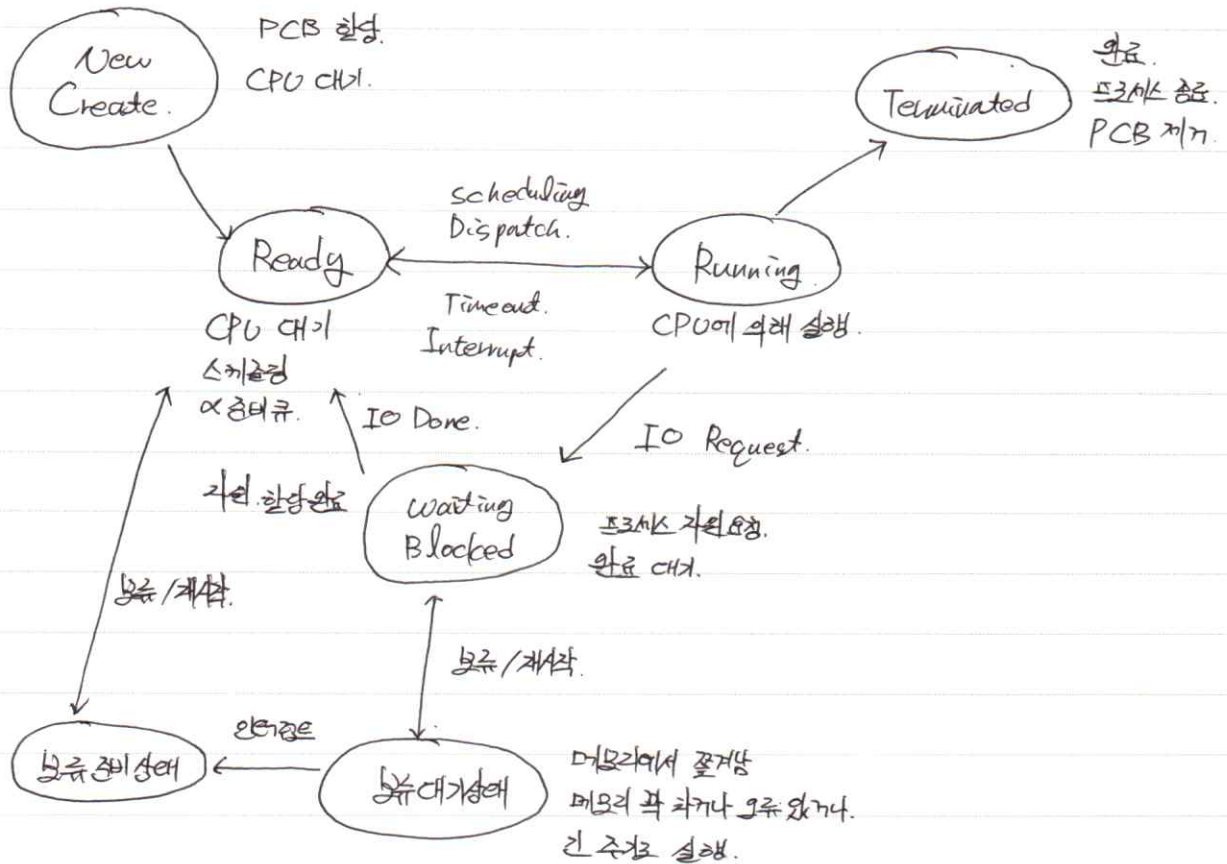 New
Create.
PCB 할당.
CPU 대기.
Terminated
완료.
프로세스 종료.
PCB 제거.
Scheduling
Dispatch.
Ready
Running
Timeout.
Interrupt.
CPU 대기
스케줄링
CPU에 의해 실행.
IO Done.
IO Request.
자원 할당 완료
Waiting
Blocked
프로세스 자원 요청.
완료 대기.
보류/재시작.
보류/재시작.
인터럽트
보류 준비 상태
보류 대기 상태
메모리에서 쫓겨남
메모리 꽉 차거나 오류 있거나.
긴 주기로 실행.